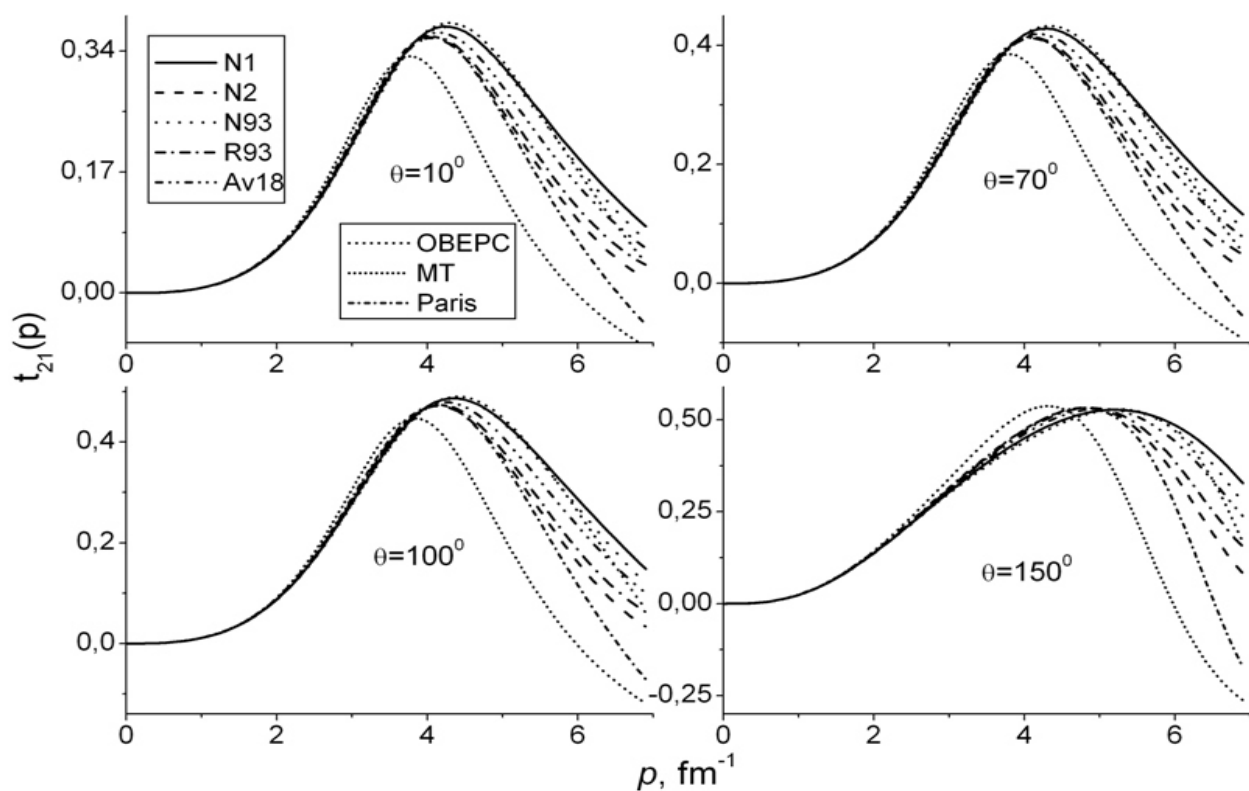 t21(p)
0,34
0,17
0,00
N1
N2
N93
R93
Av18
θ=10⁰
OBEPC
MT
Paris
0 2 4 6
0,4
0,2
0,0
θ=70⁰
0 2 4 6
0,4
0,2
0,0
θ=100⁰
0 2 4 6
0,50
0,25
0,00
-0,25
θ=150⁰
0 2 4 6
p, fm⁻¹